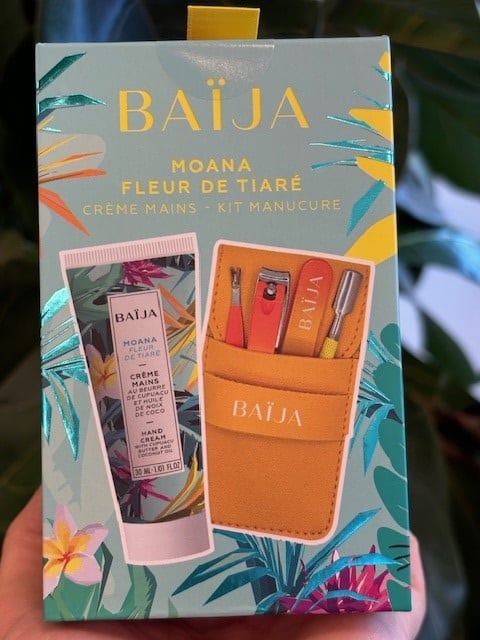 BAÏJA
MOANA
FLEUR DE TIARÉ
CRÈME MAINS - KIT MANUCURE
BAÏJA
MOANA
FLEUR
DE TIARÉ
CRÈME
MAINS
AU BEURRE
DE CUPUAÇU
ET HUILE
DE NOIX
DE COCO
HAND
CREAM
WITH CUPUAÇU
BUTTER AND
COCONUT OIL
30 ML · 1.01 FL.OZ
BAÏJA
BAÏJA